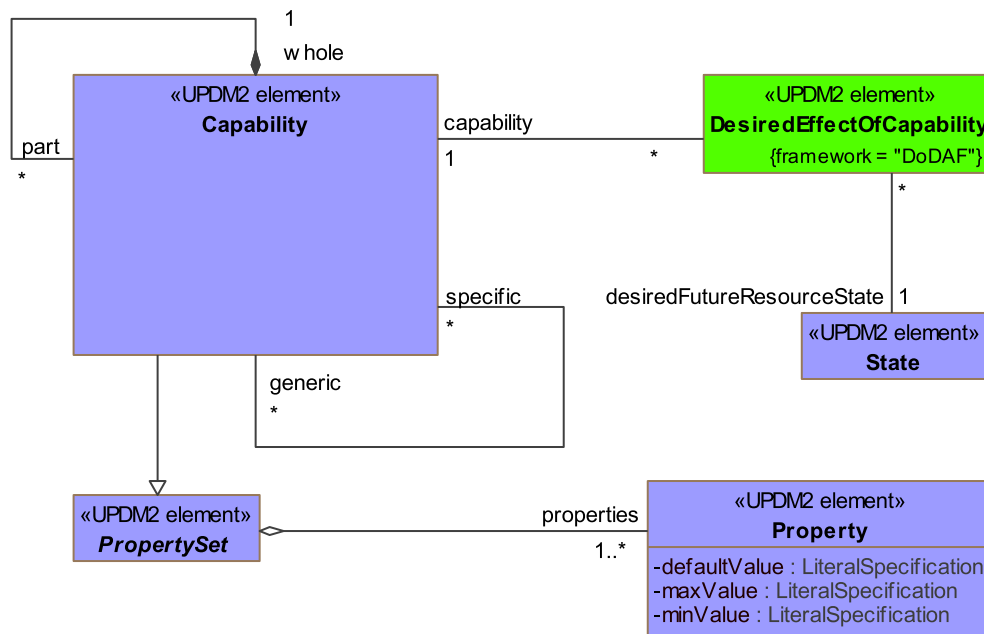 1
whole
«UPDM2 element»
Capability
part
*
capability
1
*
«UPDM2 element»
DesiredEffectOfCapability
{framework = "DoDAF"}
*
desiredFutureResourceState 1
«UPDM2 element»
State
specific
*
generic
*
«UPDM2 element»
PropertySet
properties
1..*
«UPDM2 element»
Property
-defaultValue : LiteralSpecification
-maxValue : LiteralSpecification
-minValue : LiteralSpecification